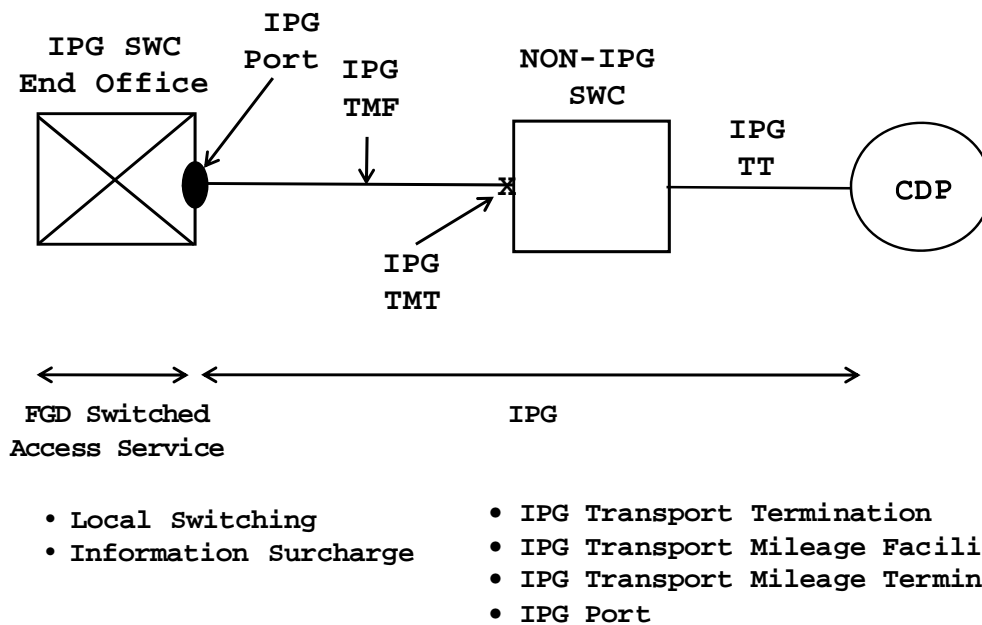 IPG SWC
End Office
IPG
Port
IPG
TMF
NON-IPG
SWC
IPG
TT
X
CDP
IPG
TMT
FGD Switched
Access Service
IPG
• Local Switching
• Information Surcharge
• IPG Transport Termination
• IPG Transport Mileage Facili
• IPG Transport Mileage Termin
• IPG Port